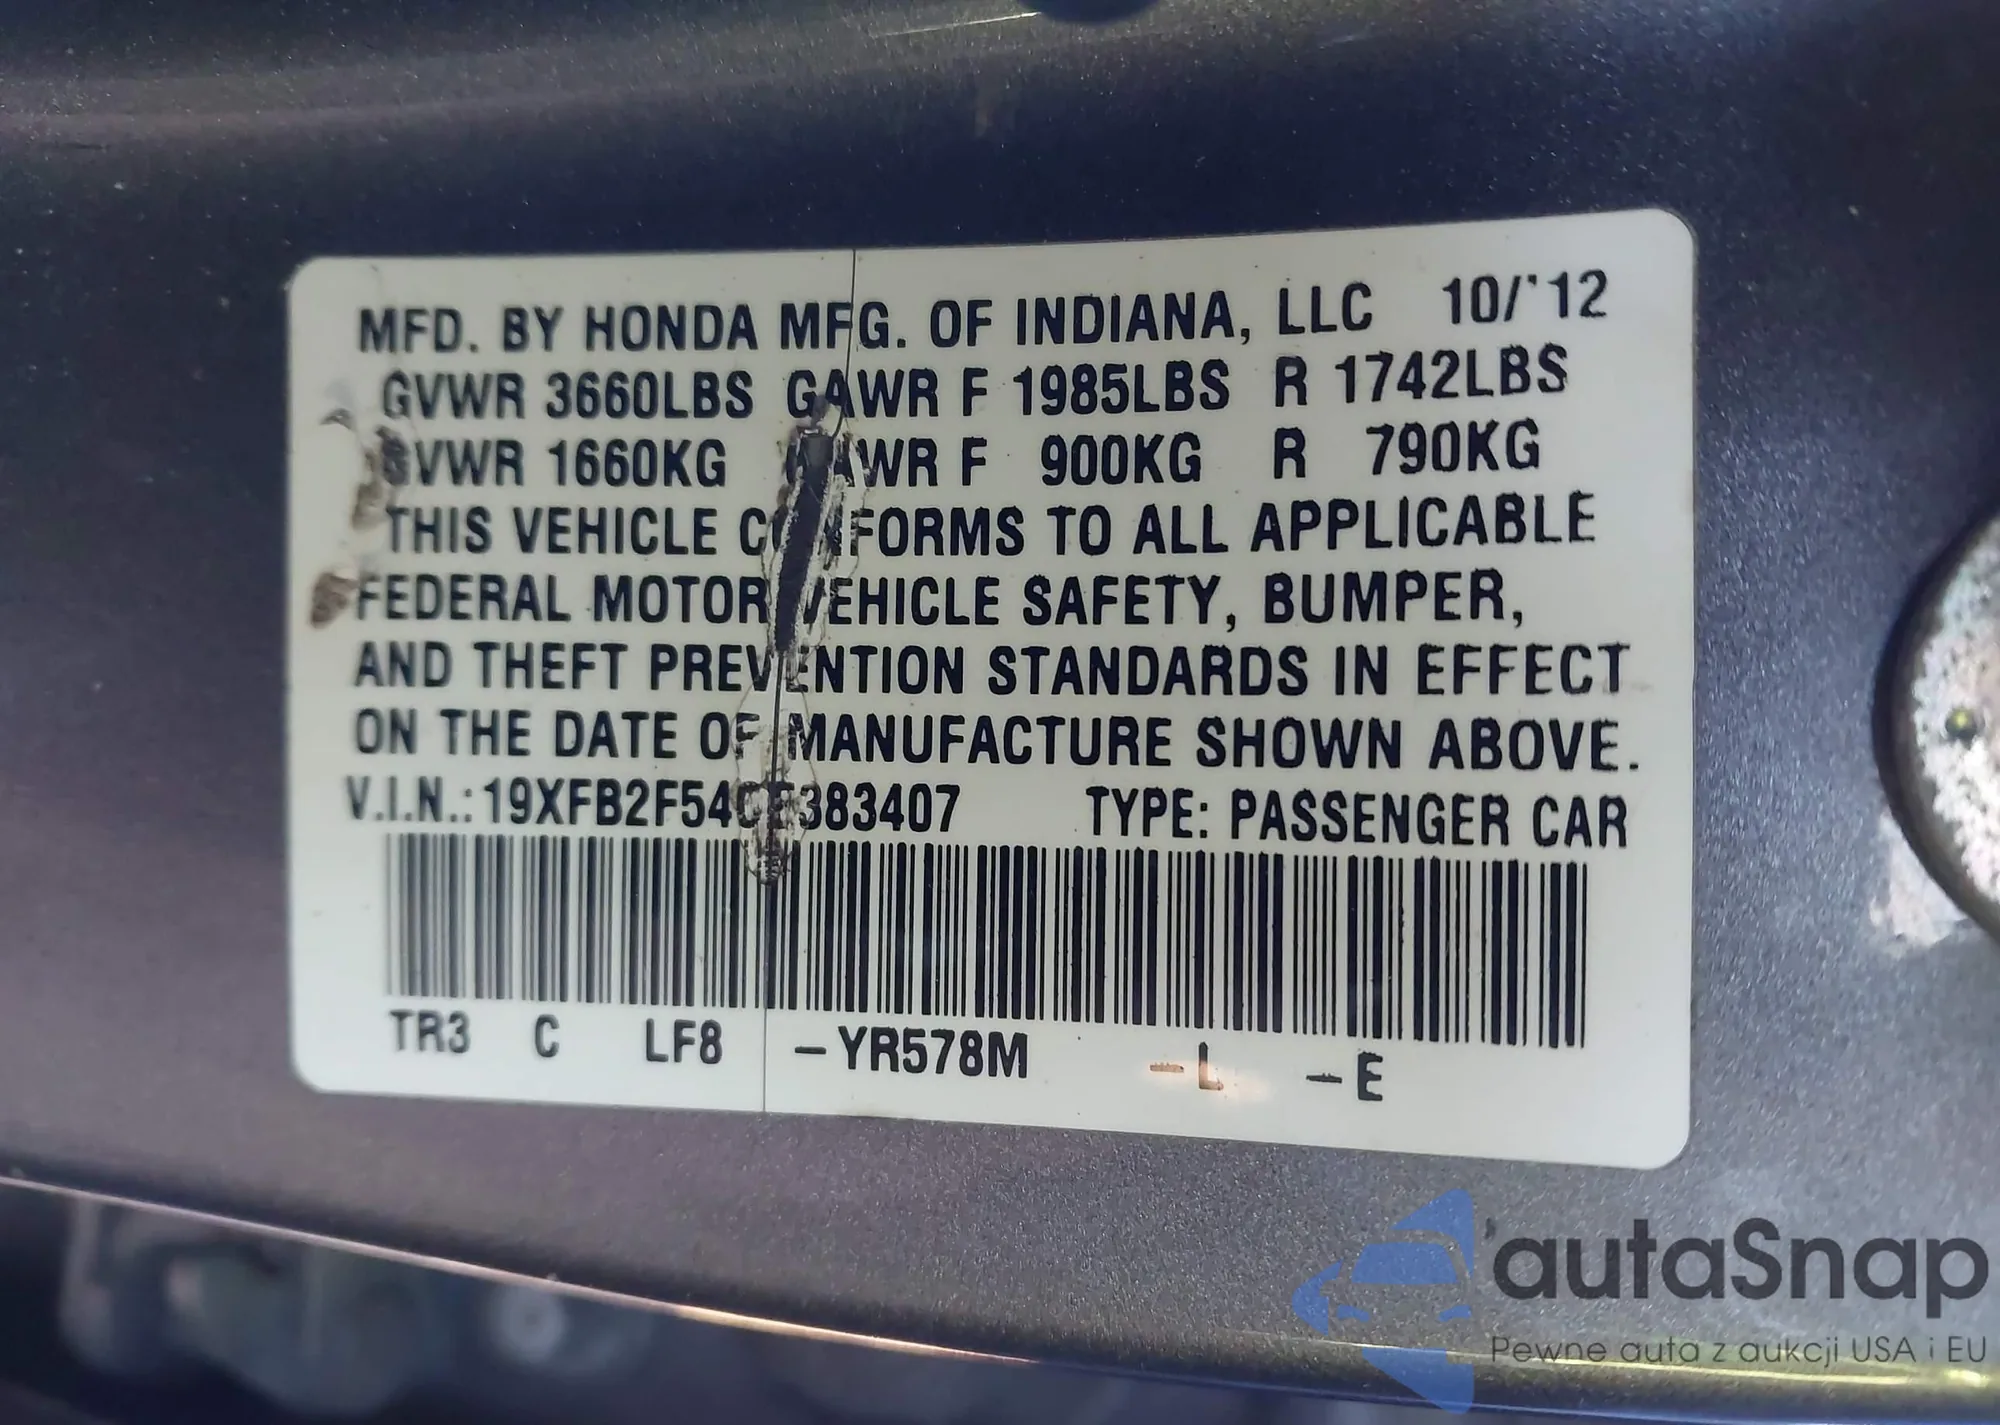 MFD. BY HONDA MFG. OF INDIANA, LLC 10/'12
GVWR 3660LBS GAWR F 1985LBS R 1742LBS
GVWR 1660KG GAWR F 900KG R 790KG
THIS VEHICLE CONFORMS TO ALL APPLICABLE
FEDERAL MOTOR VEHICLE SAFETY, BUMPER,
AND THEFT PREVENTION STANDARDS IN EFFECT
ON THE DATE OF MANUFACTURE SHOWN ABOVE.
V.I.N.: 19XFB2F54CE383407 TYPE: PASSENGER CAR
TR3 C LF8 -YR578M -L -E
'autaSnap
Pewne auta z aukcji USA i EU